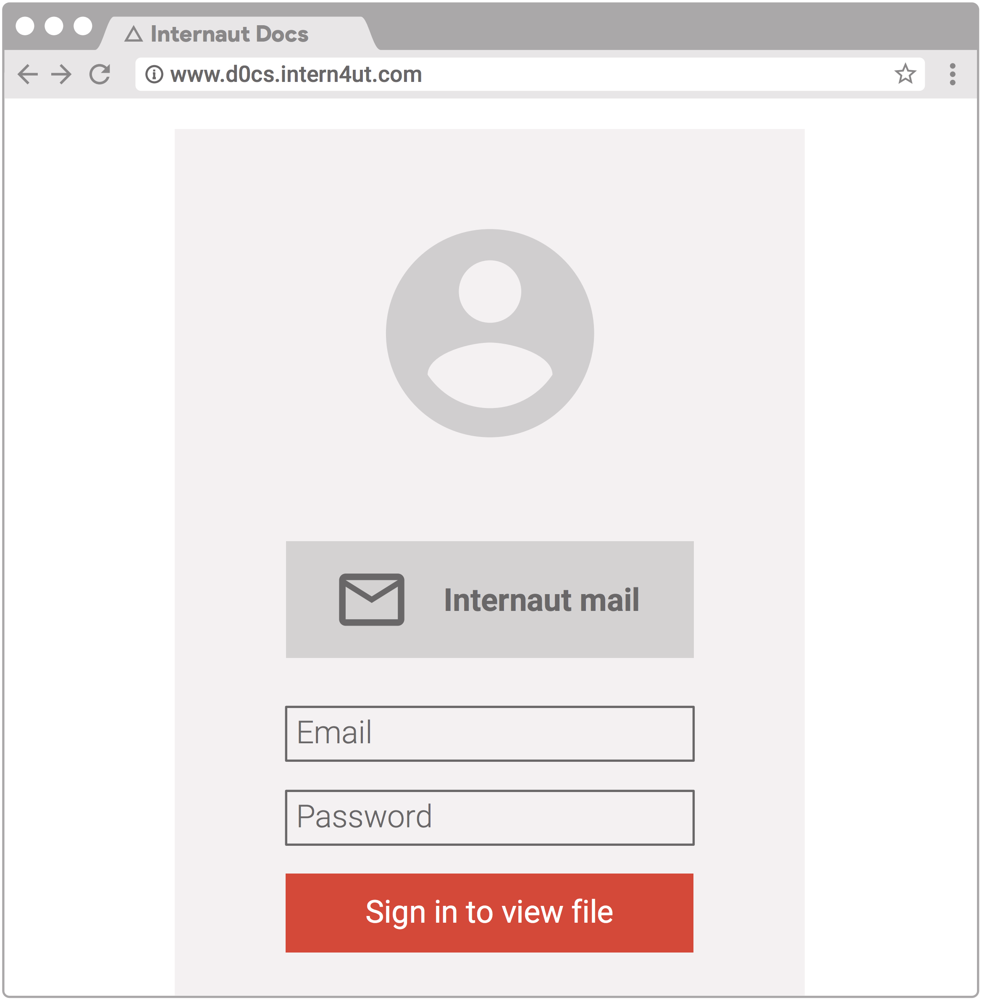 Internaut Docs
www.d0cs.intern4ut.com
Internaut mail
Email
Password
Sign in to view file